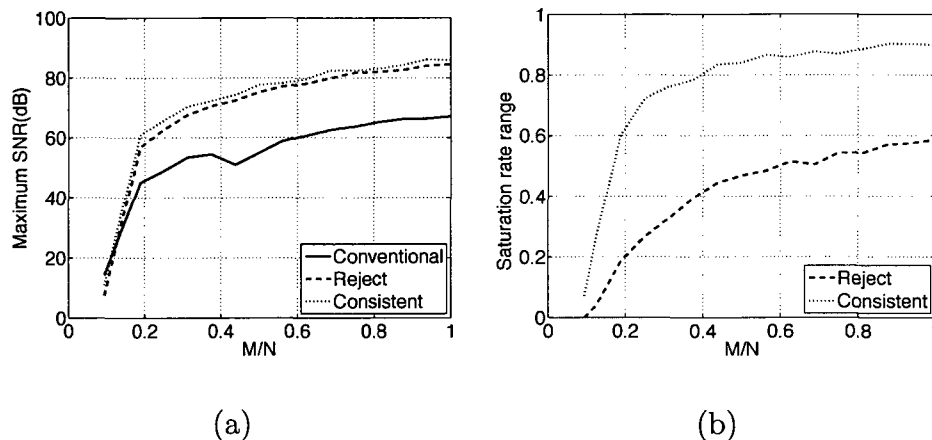 100
80
60
40
20
0
Maximum SNR(dB)
0 0.2 0.4 0.6 0.8 1
M/N
Conventional
Reject
Consistent
(a)
1
0.8
0.6
0.4
0.2
0
Saturation rate range
0 0.2 0.4 0.6 0.8
M/N
Reject
Consistent
(b)